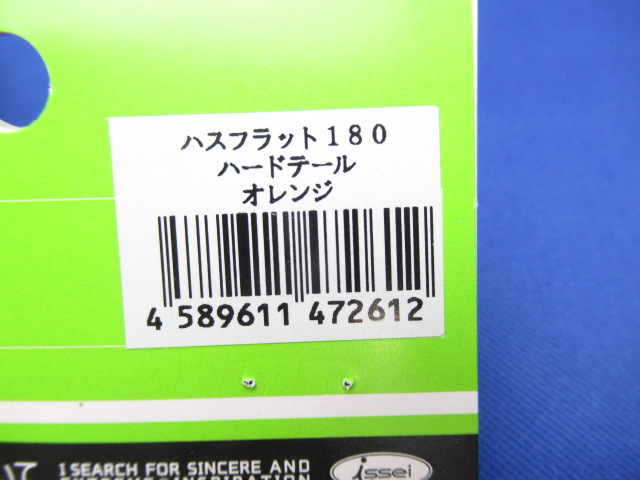 ハスフラット１８０
ハードテール
オレンジ
4 589611 472612
I SEARCH FOR SINCERE AND
issei